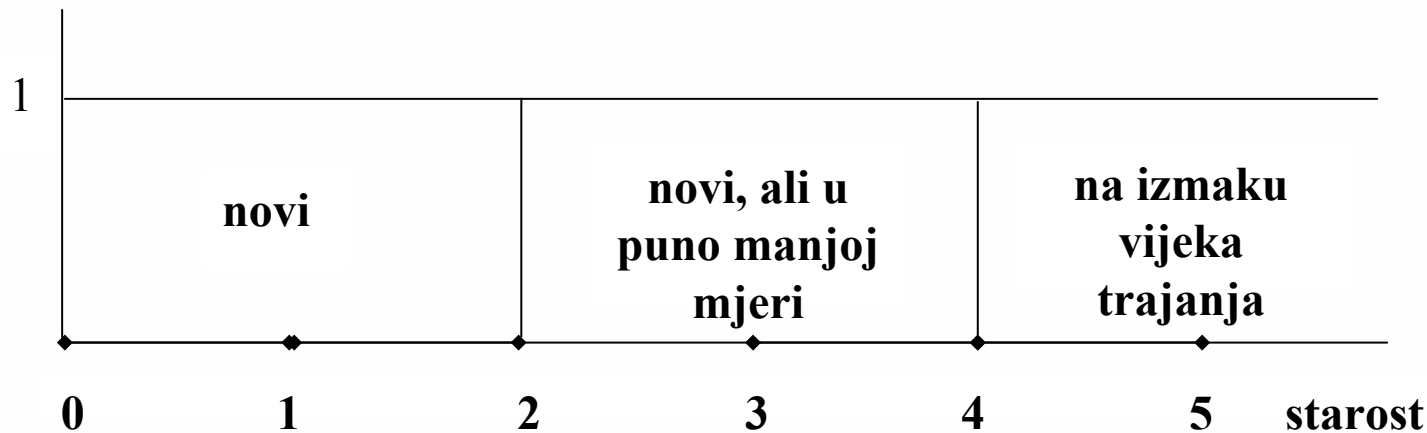 1
novi
novi, ali u
puno manjoj
mjeri
na izmaku
vijeka
trajanja
0 1 2 3 4 5 starost